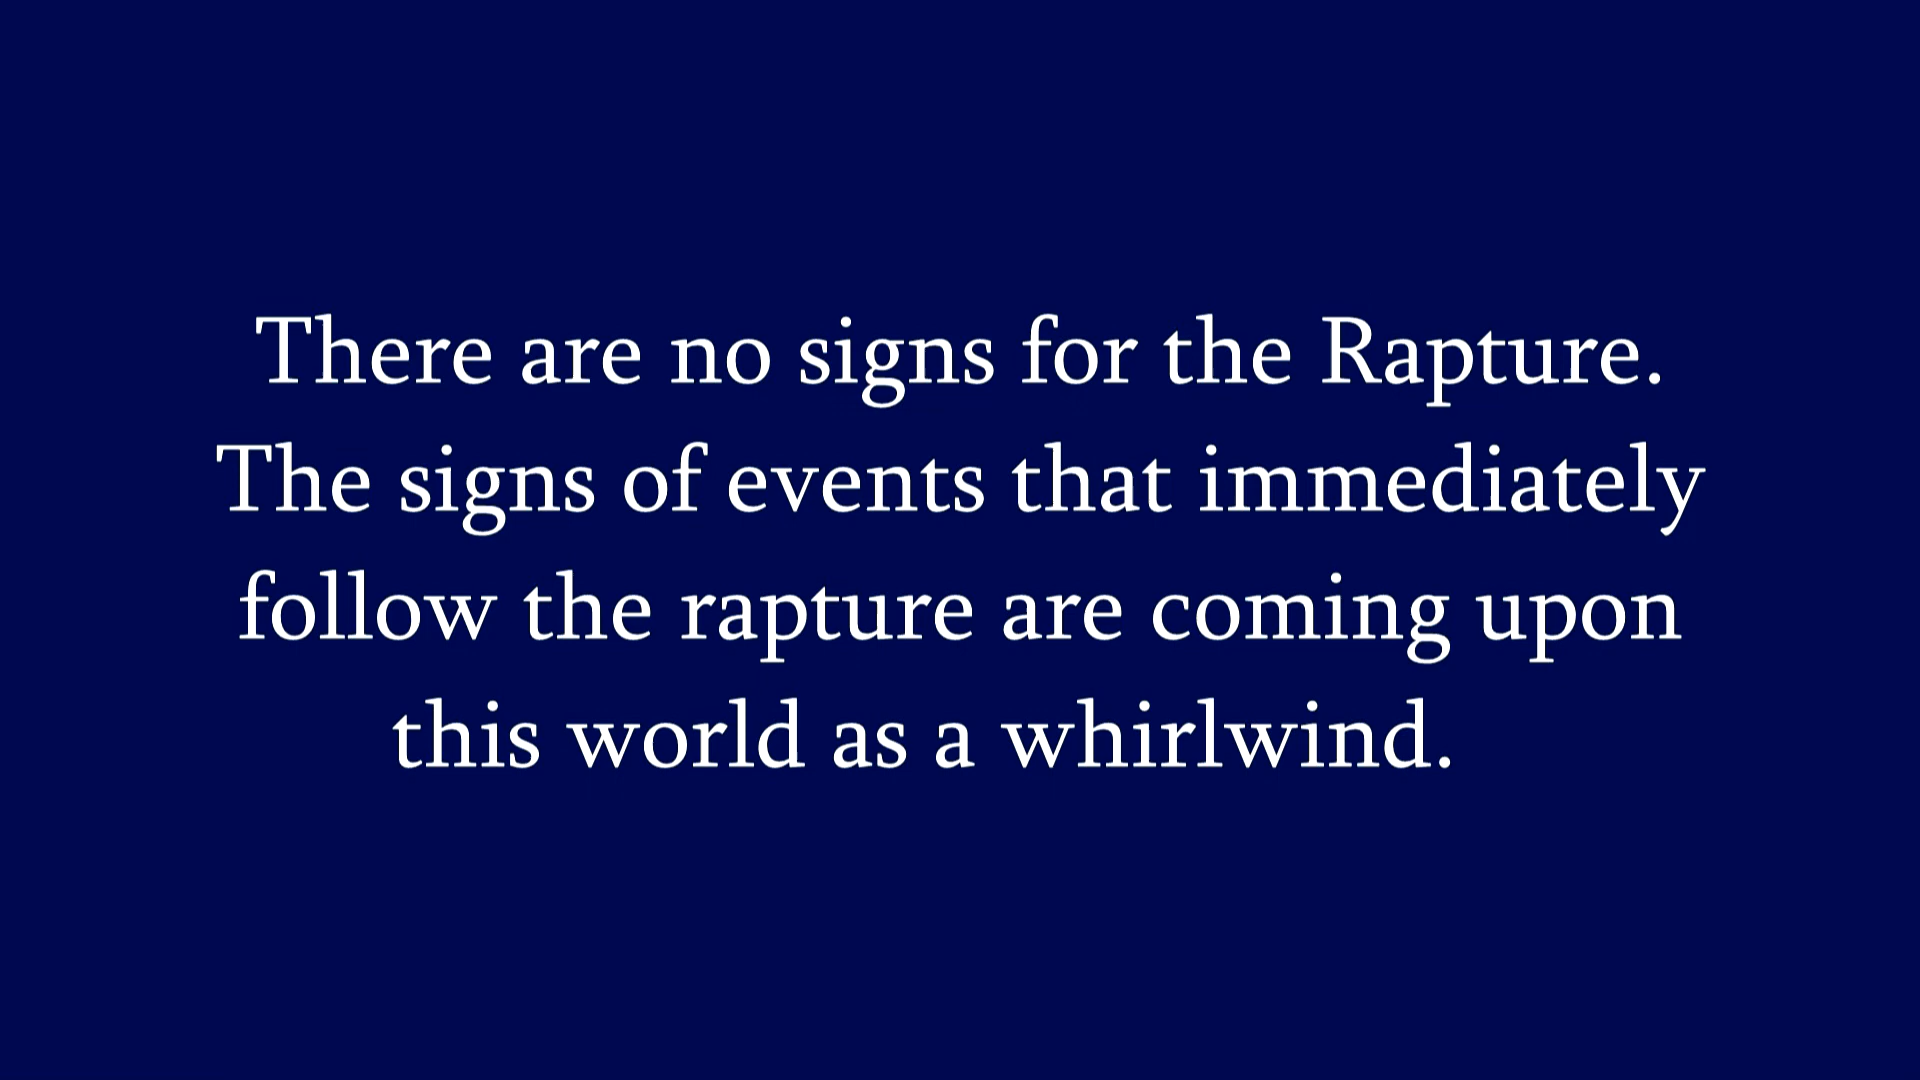 There are no signs for the Rapture.
The signs of events that immediately
follow the rapture are coming upon
this world as a whirlwind.